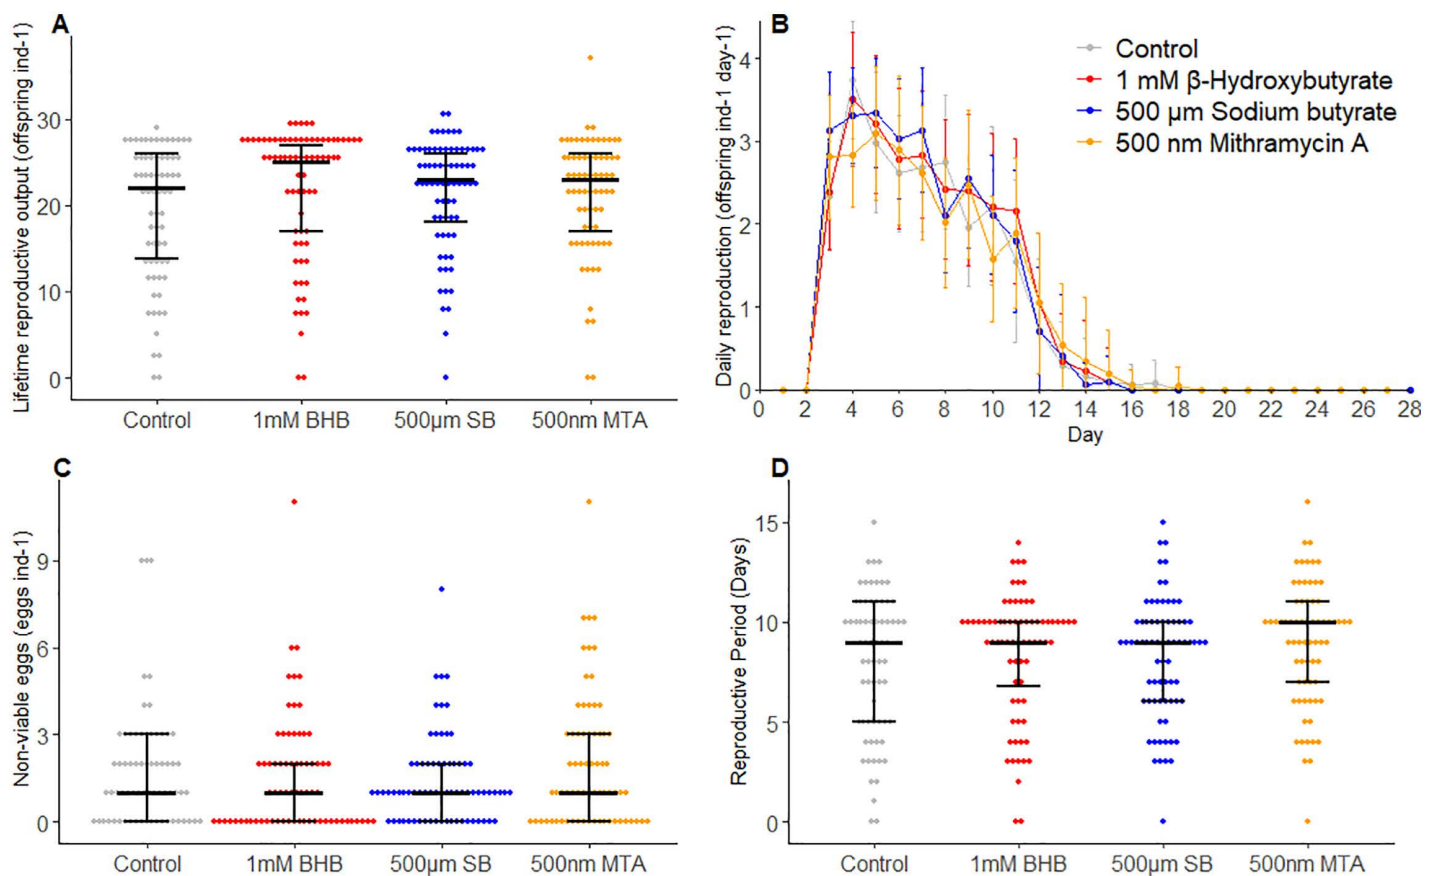 A
Lifetime reproductive output (offspring ind-1)
30
20
10
0
Control
1mM BHB
500µm SB
500nm MTA
B
Daily reproduction (offspring ind-1 day-1)
4
3
2
1
0
0 2 4 6 8 10 12 14 16 18 20 22 24 26 28
Day
Control
1 mM β-Hydroxybutyrate
500 µm Sodium butyrate
500 nm Mithramycin A
C
Non-viable eggs (eggs ind-1)
9
6
3
0
Control
1mM BHB
500µm SB
500nm MTA
D
Reproductive Period (Days)
15
10
5
0
Control
1mM BHB
500µm SB
500nm MTA